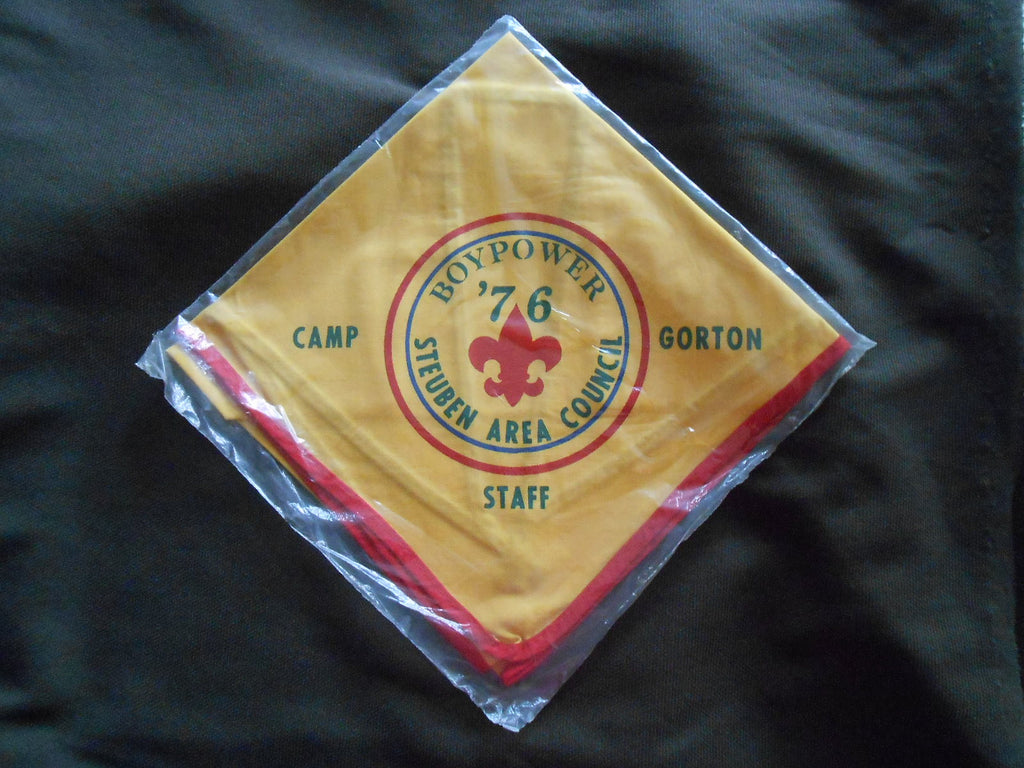 BOYPOWER
'76
CAMP GORTON
STEUBEN AREA COUNCIL
STAFF